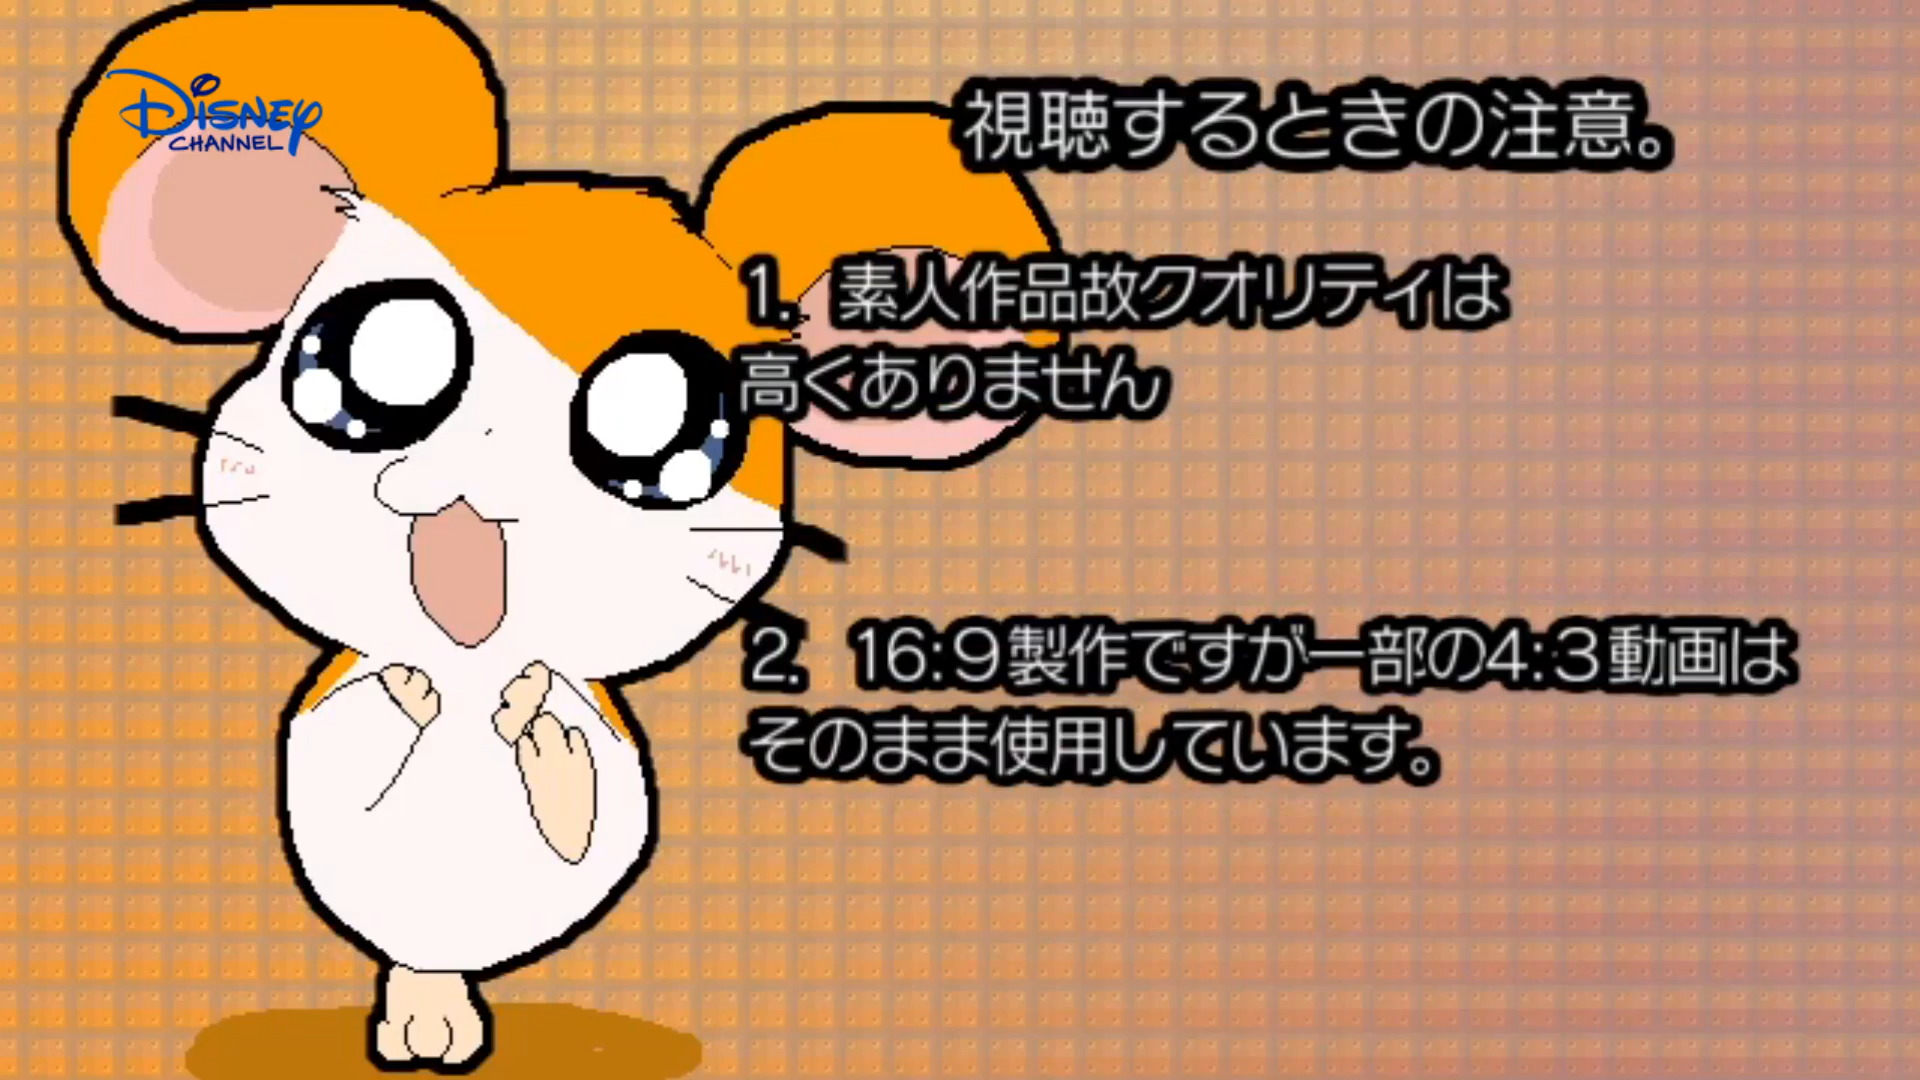 DISNEY
CHANNEL
視聴するときの注意。
1．素人作品故クオリティは
高くありません
2．16:9製作ですが一部の4:3動画は
そのまま使用しています。